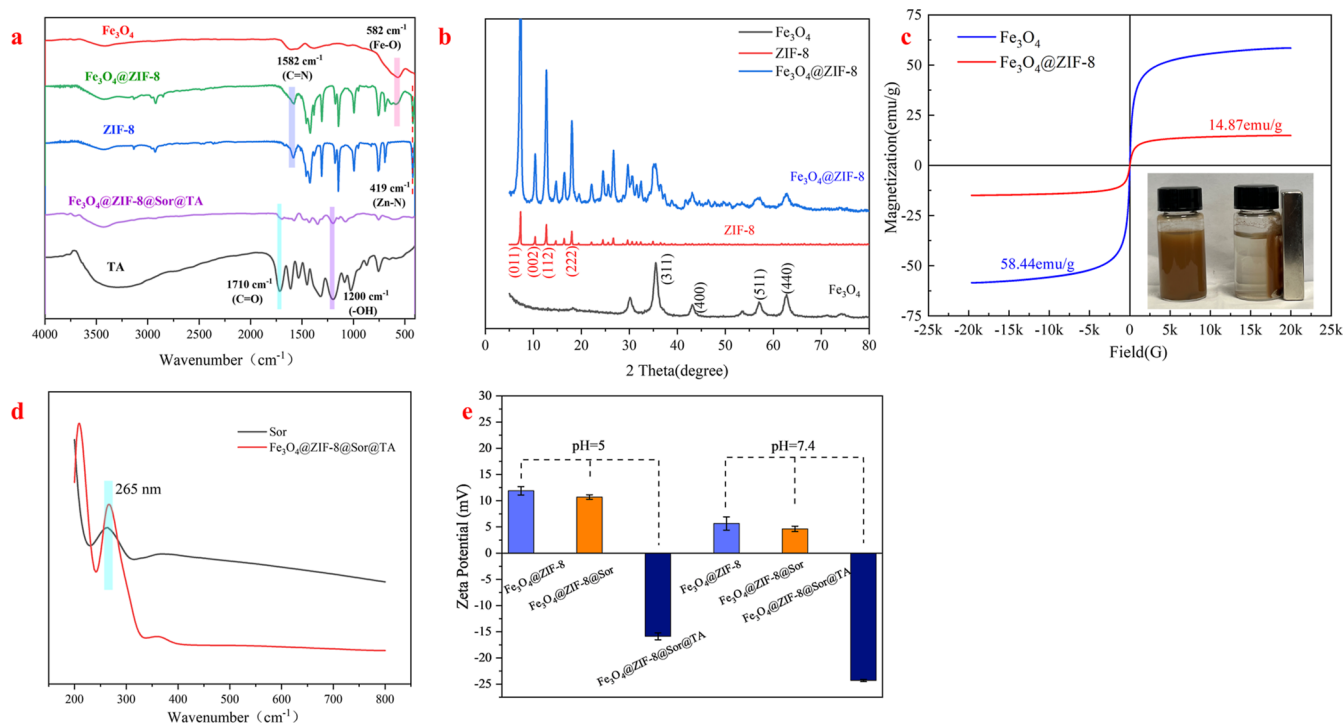 a
Fe₃O₄
582 cm⁻¹
(Fe-O)
1582 cm⁻¹
(C=N)
Fe₃O₄@ZIF-8
ZIF-8
419 cm⁻¹
(Zn-N)
Fe₃O₄@ZIF-8@Sor@TA
TA
1710 cm⁻¹
(C=O)
1200 cm⁻¹
(-OH)
4000 3500 3000 2500 2000 1500 1000 500
Wavenumber（cm⁻¹）
b
Fe₃O₄
ZIF-8
Fe₃O₄@ZIF-8
Fe₃O₄@ZIF-8
ZIF-8
(011) (002) (112) (222)
(311) (400) (511) (440)
Fe₃O₄
0 10 20 30 40 50 60 70 80
2 Theta(degree)
c
Fe₃O₄
Fe₃O₄@ZIF-8
14.87emu/g
58.44emu/g
75
50
25
0
-25
-50
-75
Magnetization(emu/g)
-25k -20k -15k -10k -5k 0 5k 10k 15k 20k 25k
Field(G)
d
Sor
Fe₃O₄@ZIF-8@Sor@TA
265 nm
200 300 400 500 600 700 800
Wavenumber（cm⁻¹）
e
30
25
20
15
10
5
0
-5
-10
-15
-20
-25
Zeta Potential (mV)
pH=5
pH=7.4
Fe₃O₄@ZIF-8
Fe₃O₄@ZIF-8@Sor
Fe₃O₄@ZIF-8@Sor@TA
Fe₃O₄@ZIF-8
Fe₃O₄@ZIF-8@Sor
Fe₃O₄@ZIF-8@Sor@TA